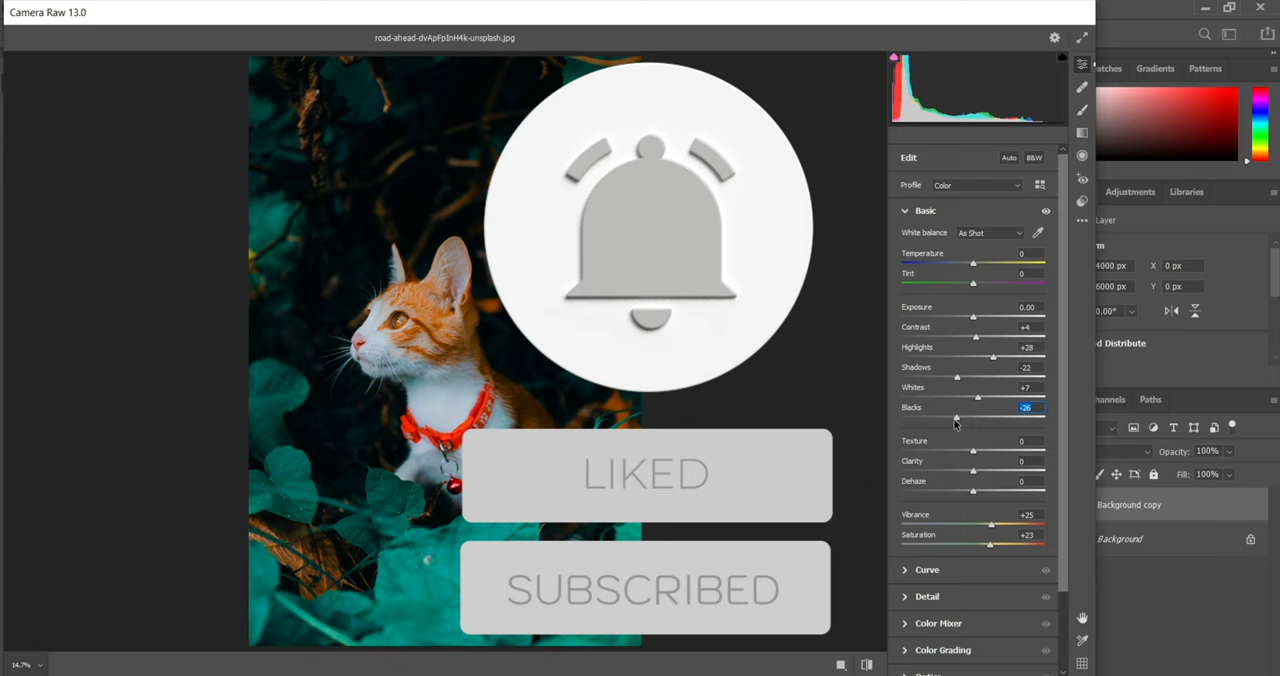 Camera Raw 13.0
road-ahead-dvApFpInH4k-unsplash.jpg
Gradients
Patterns
Edit
Auto
B&W
Profile
Color
Basic
White balance
As Shot
Temperature
0
Tint
0
Exposure
0.00
Contrast
+4
Highlights
+28
Shadows
-22
Whites
+7
Blacks
-26
Texture
0
Clarity
0
Dehaze
0
Vibrance
+25
Saturation
+23
Curve
Detail
Color Mixer
Color Grading
14.7%
LIKED
SUBSCRIBED
Adjustments
Libraries
Layer
4000 px
X
0 px
6000 px
Y
0 px
0.00°
nd Distribute
Paths
Opacity:
100%
Fill:
100%
Background copy
Background